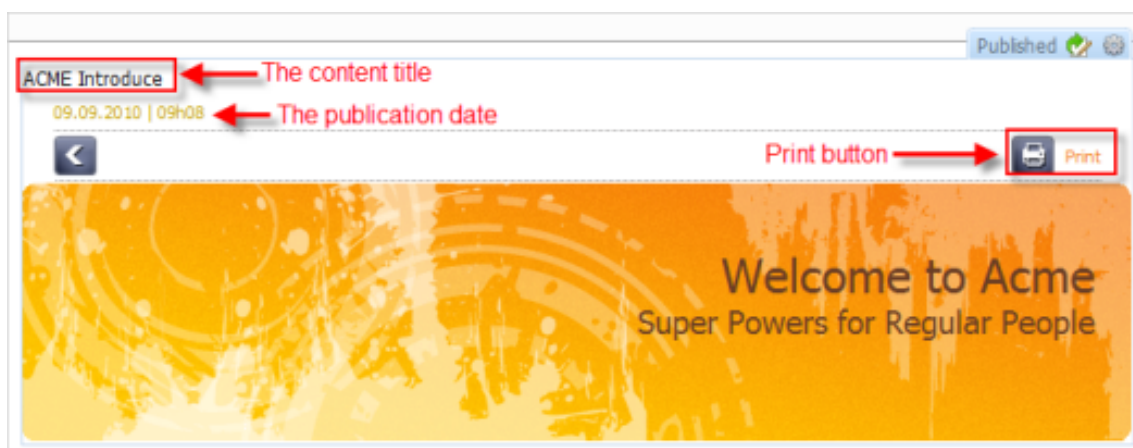 Published
ACME Introduce The content title
09.09.2010 | 09h08 The publication date
Print button Print
Welcome to Acme
Super Powers for Regular People